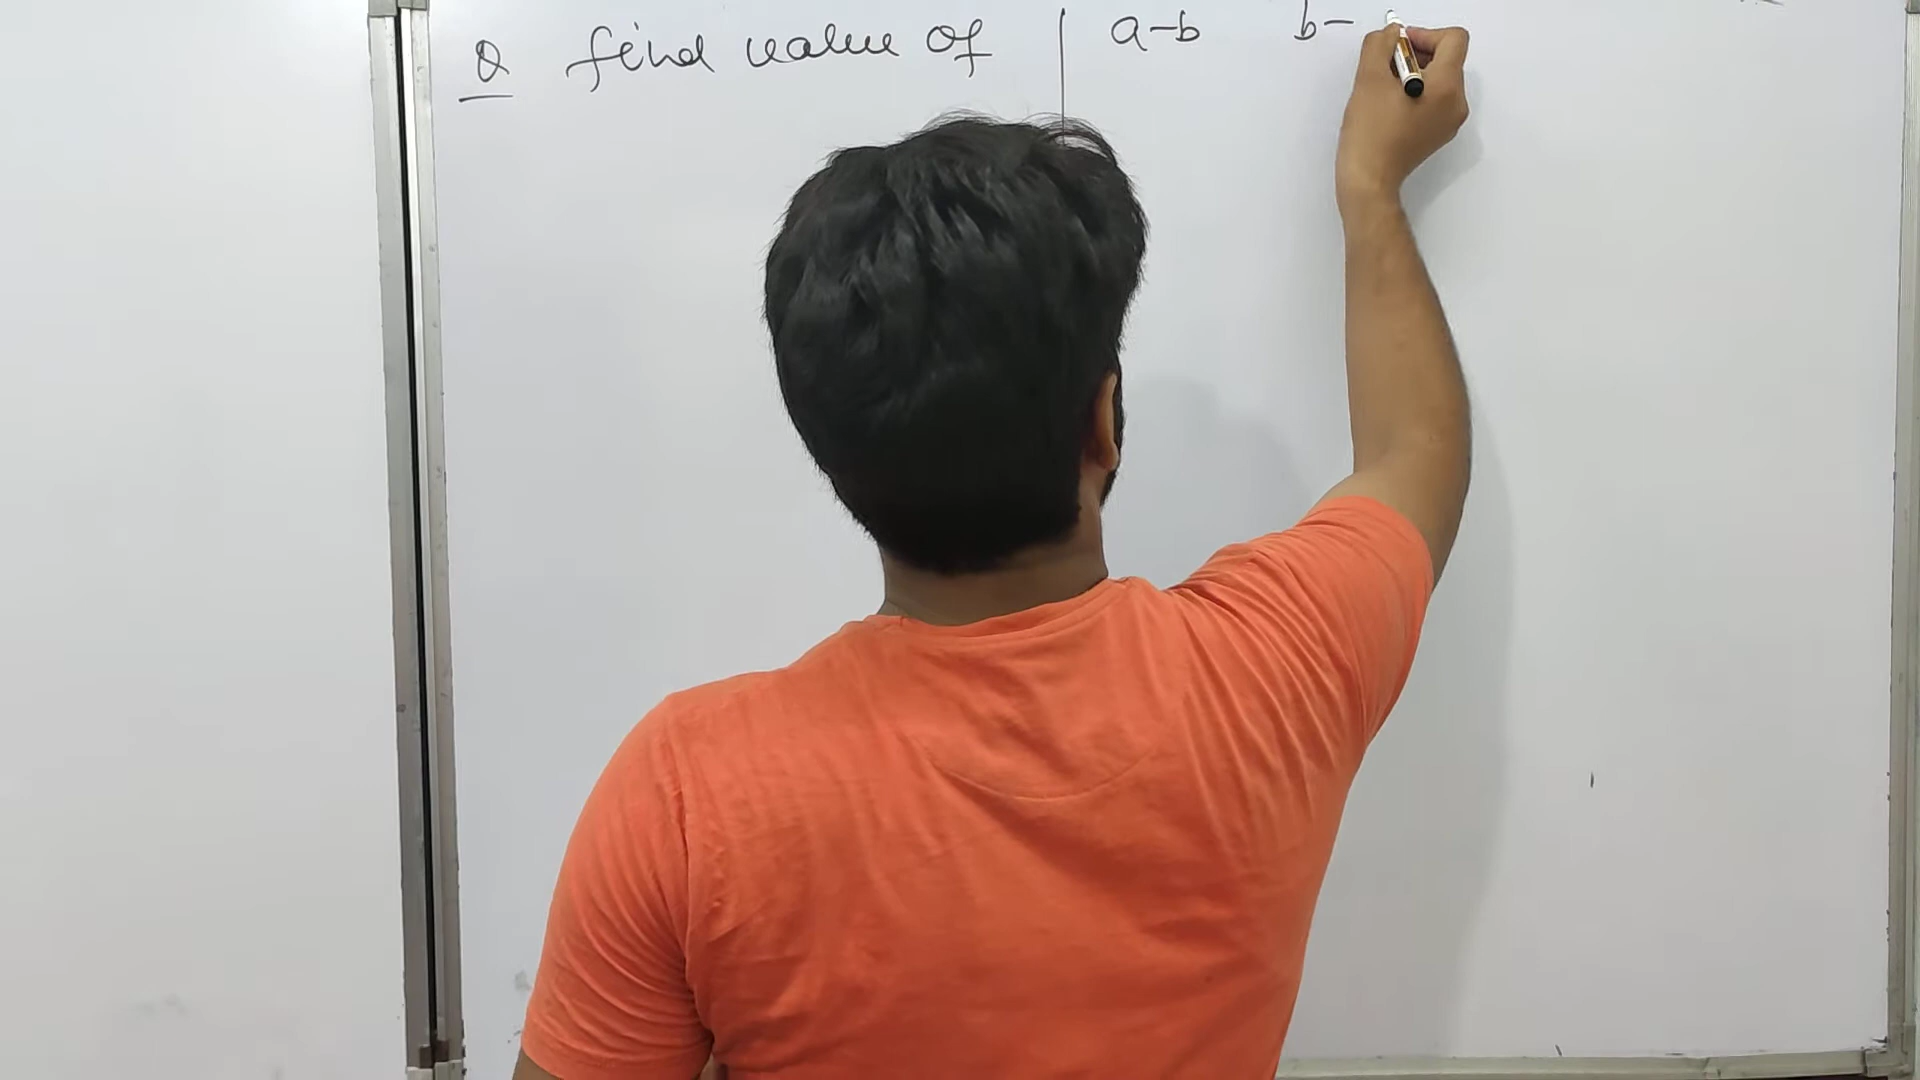 Q find value of | a-b b-